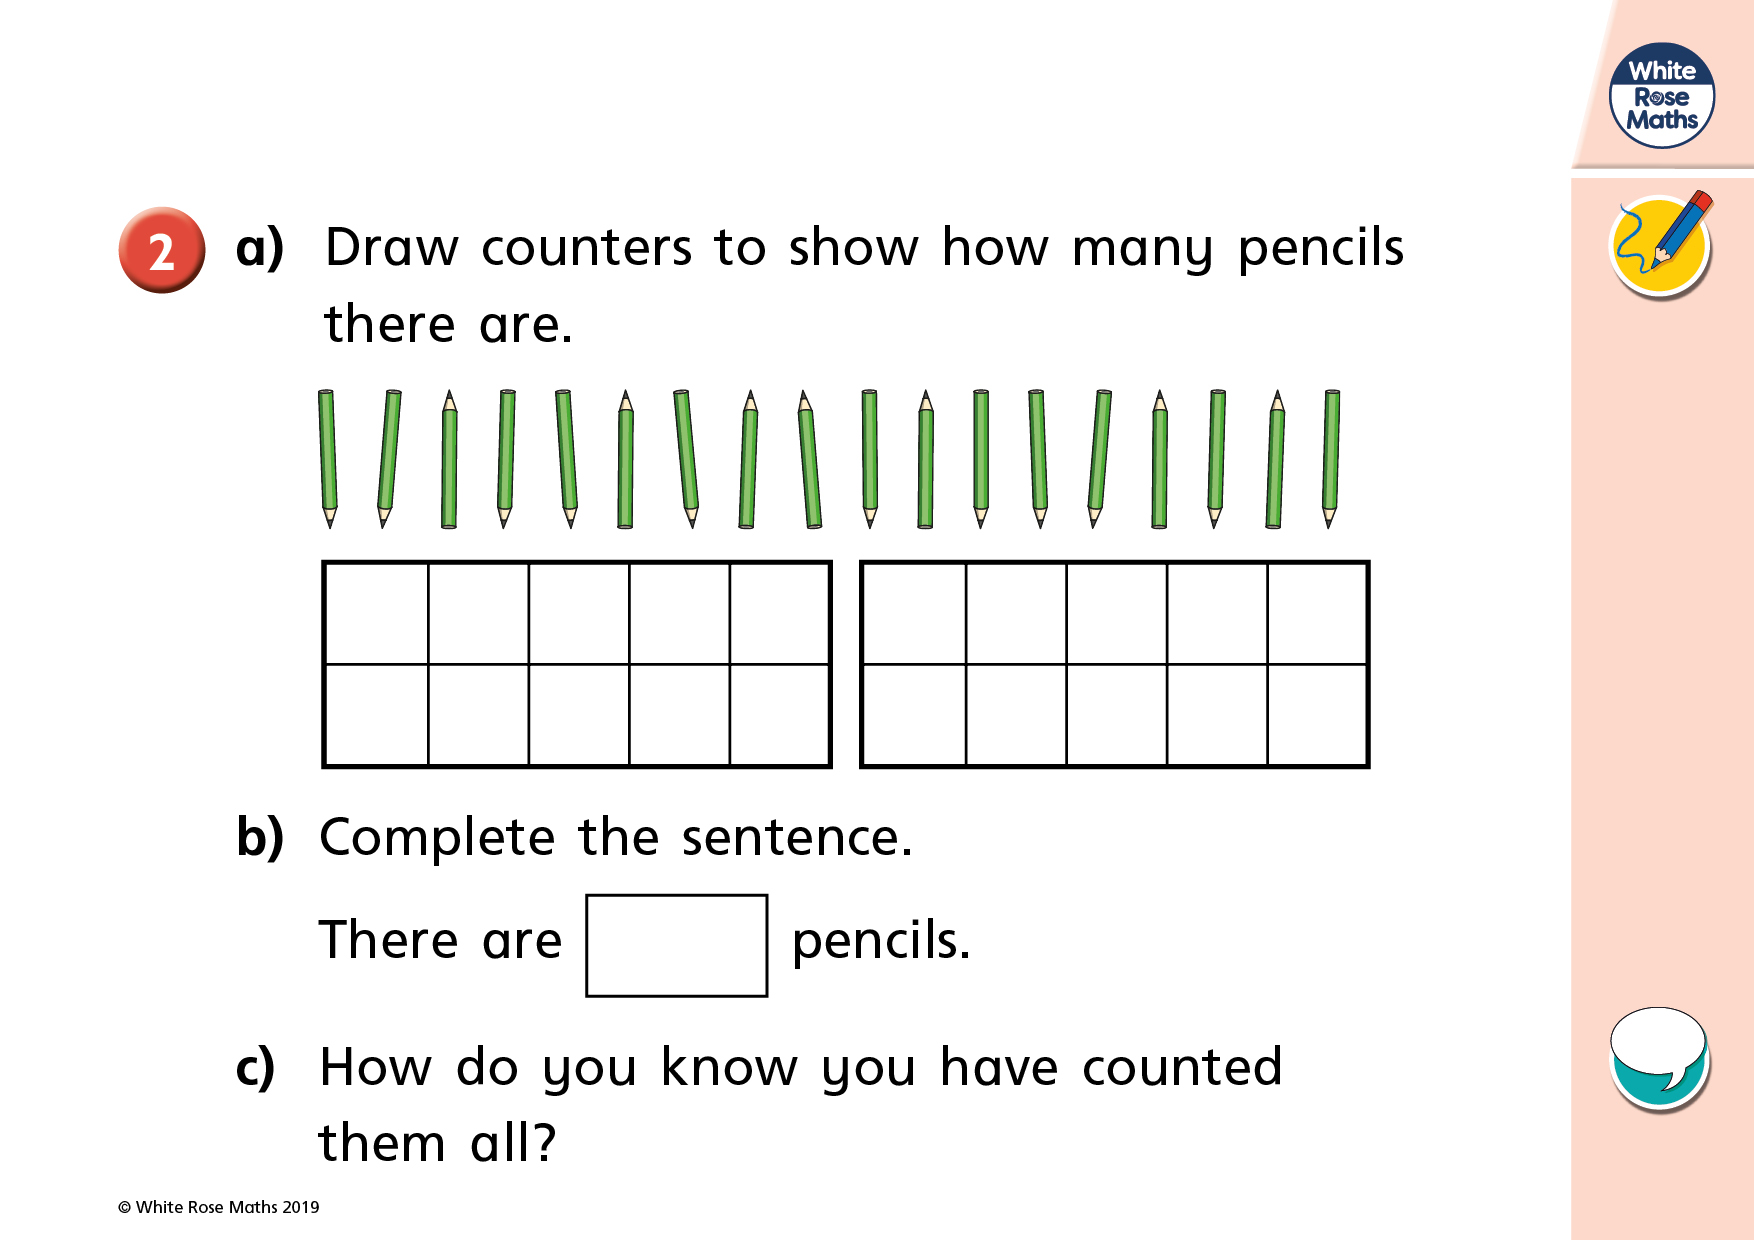 White
Rose
Maths
2 a) Draw counters to show how many pencils
there are.
b) Complete the sentence.
There are pencils.
c) How do you know you have counted
them all?
© White Rose Maths 2019